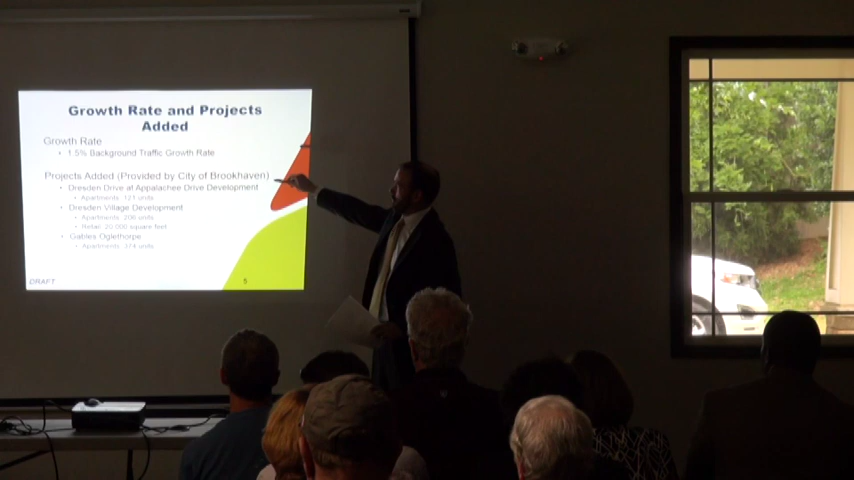 Growth Rate and Projects
Added
Growth Rate
• 1.5% Background Traffic Growth Rate
Projects Added (Provided by City of Brookhaven)
• Dresden Drive at Appalachee Drive Development
• Apartments: 121 units
• Dresden Village Development
• Apartments: 206 units
• Retail: 20,000 square feet
• Gables Oglethorpe
• Apartments: 374 units
DRAFT
5